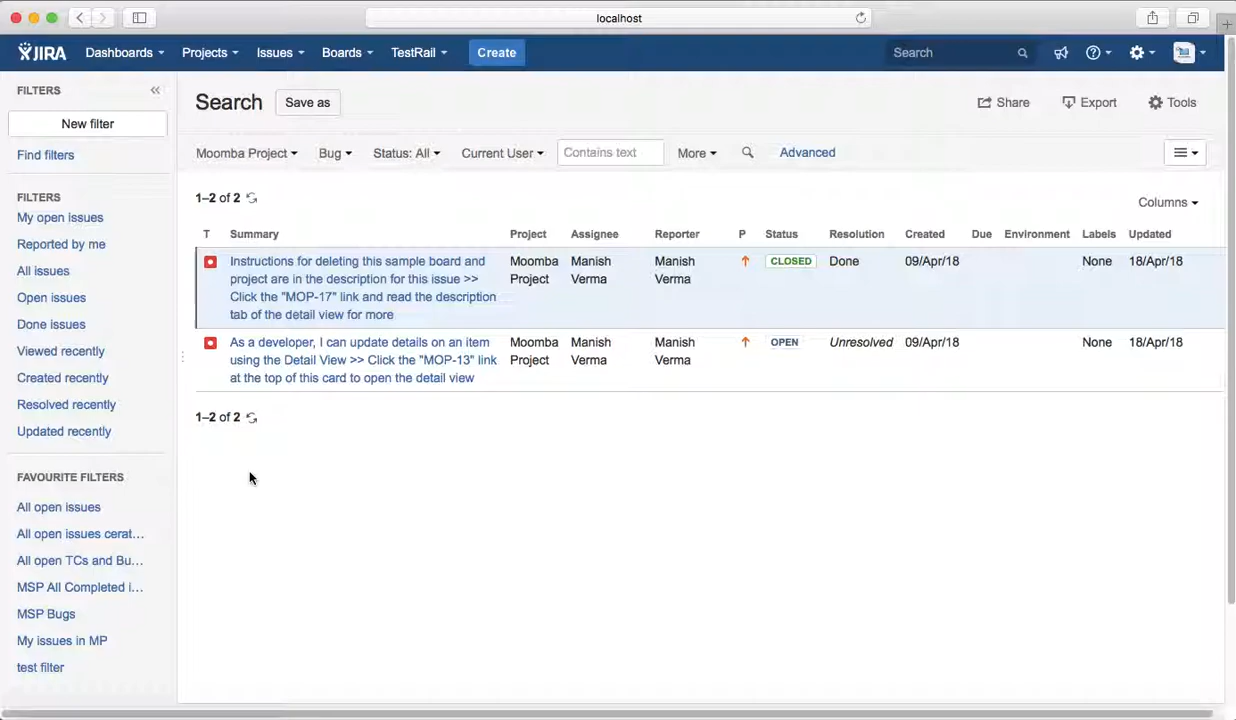 localhost
JIRA Dashboards Projects Issues Boards TestRail Create Search
FILTERS
New filter
Find filters
FILTERS
My open issues
Reported by me
All issues
Open issues
Done issues
Viewed recently
Created recently
Resolved recently
Updated recently
FAVOURITE FILTERS
All open issues
All open issues cerat...
All open TCs and Bu...
MSP All Completed i...
MSP Bugs
My issues in MP
test filter
Search Save as Share Export Tools
Moomba Project Bug Status: All Current User Contains text More Advanced
1–2 of 2
Columns
T Summary Project Assignee Reporter P Status Resolution Created Due Environment Labels Updated
Instructions for deleting this sample board and
project are in the description for this issue >>
Click the "MOP-17" link and read the description
tab of the detail view for more
Moomba
Project
Manish
Verma
Manish
Verma
CLOSED Done 09/Apr/18 None 18/Apr/18
As a developer, I can update details on an item
using the Detail View >> Click the "MOP-13" link
at the top of this card to open the detail view
Moomba
Project
Manish
Verma
Manish
Verma
OPEN Unresolved 09/Apr/18 None 18/Apr/18
1–2 of 2